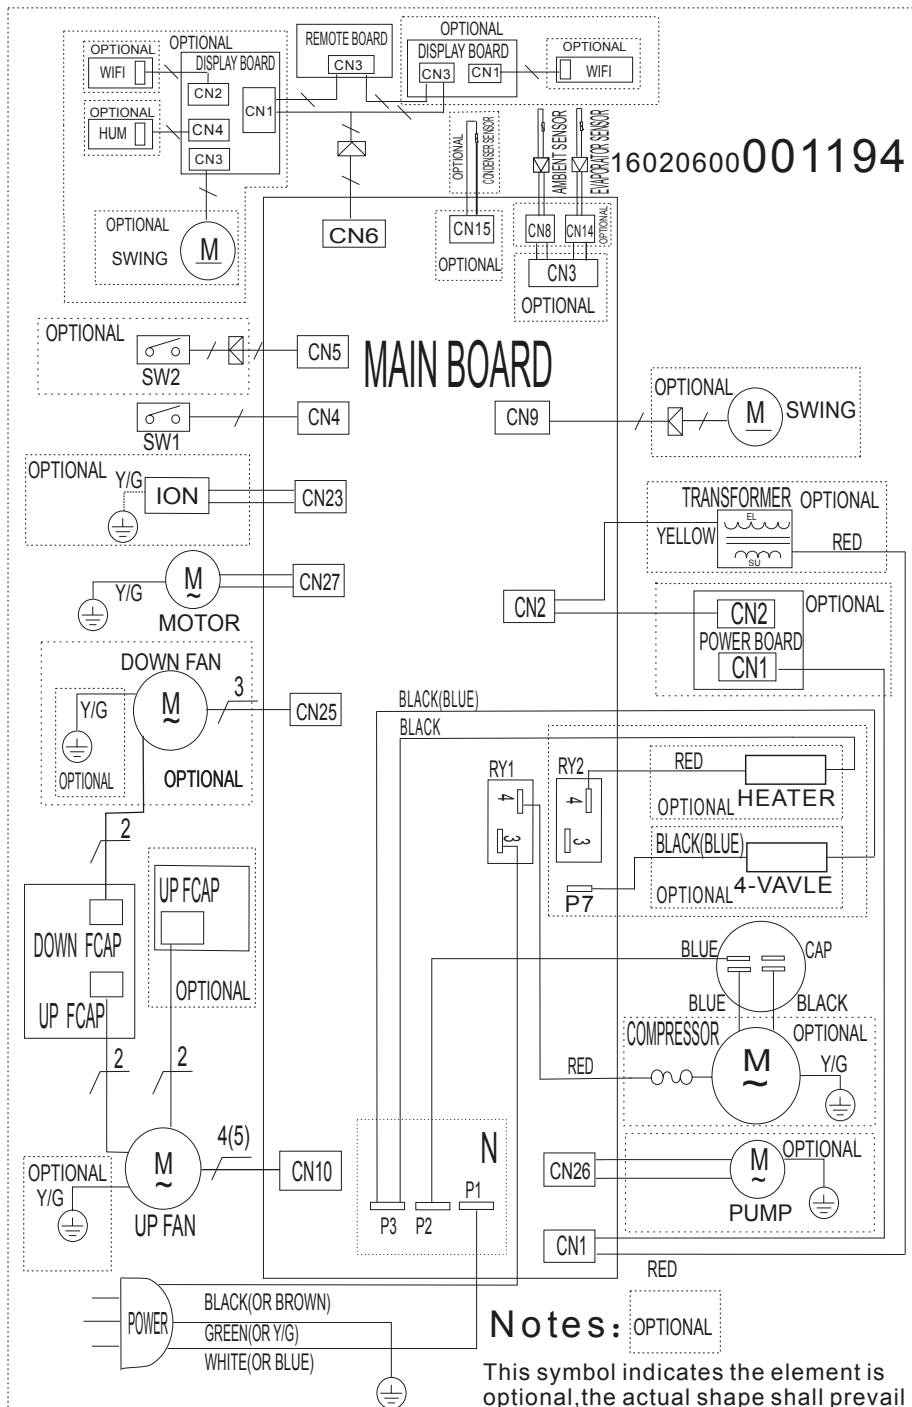 OPTIONAL
WIFI
OPTIONAL
HUM
OPTIONAL
DISPLAY BOARD
CN2
CN4
CN3
CN1
OPTIONAL
SWING
M
REMOTE BOARD
CN3
OPTIONAL
DISPLAY BOARD
CN3
CN1
OPTIONAL
WIFI
OPTIONAL
CONDENSER SENSOR
AMBIENT SENSOR
EVAPORATOR SENSOR
16020600001194
CN6
CN15
OPTIONAL
CN8
CN14
OPTIONAL
CN3
OPTIONAL
MAIN BOARD
OPTIONAL
SW2
CN5
SW1
CN4
OPTIONAL
Y/G
ION
CN23
Y/G
M
~
MOTOR
CN27
DOWN FAN
M
~
3
CN25
Y/G
OPTIONAL
OPTIONAL
2
DOWN FCAP
UP FCAP
UP FCAP
OPTIONAL
2
2
OPTIONAL
Y/G
M
~
UP FAN
4(5)
CN10
CN9
OPTIONAL
M
SWING
TRANSFORMER
OPTIONAL
EL
SU
YELLOW
RED
CN2
CN2
POWER BOARD
CN1
OPTIONAL
BLACK(BLUE)
BLACK
RY1
4
3
RY2
4
3
RED
HEATER
OPTIONAL
BLACK(BLUE)
4-VAVLE
OPTIONAL
P7
BLUE
CAP
BLUE
BLACK
COMPRESSOR
OPTIONAL
M
~
Y/G
RED
N
P3
P2
P1
CN26
M
~
PUMP
OPTIONAL
CN1
RED
POWER
BLACK(OR BROWN)
GREEN(OR Y/G)
WHITE(OR BLUE)
Notes: OPTIONAL
This symbol indicates the element is
optional,the actual shape shall prevail